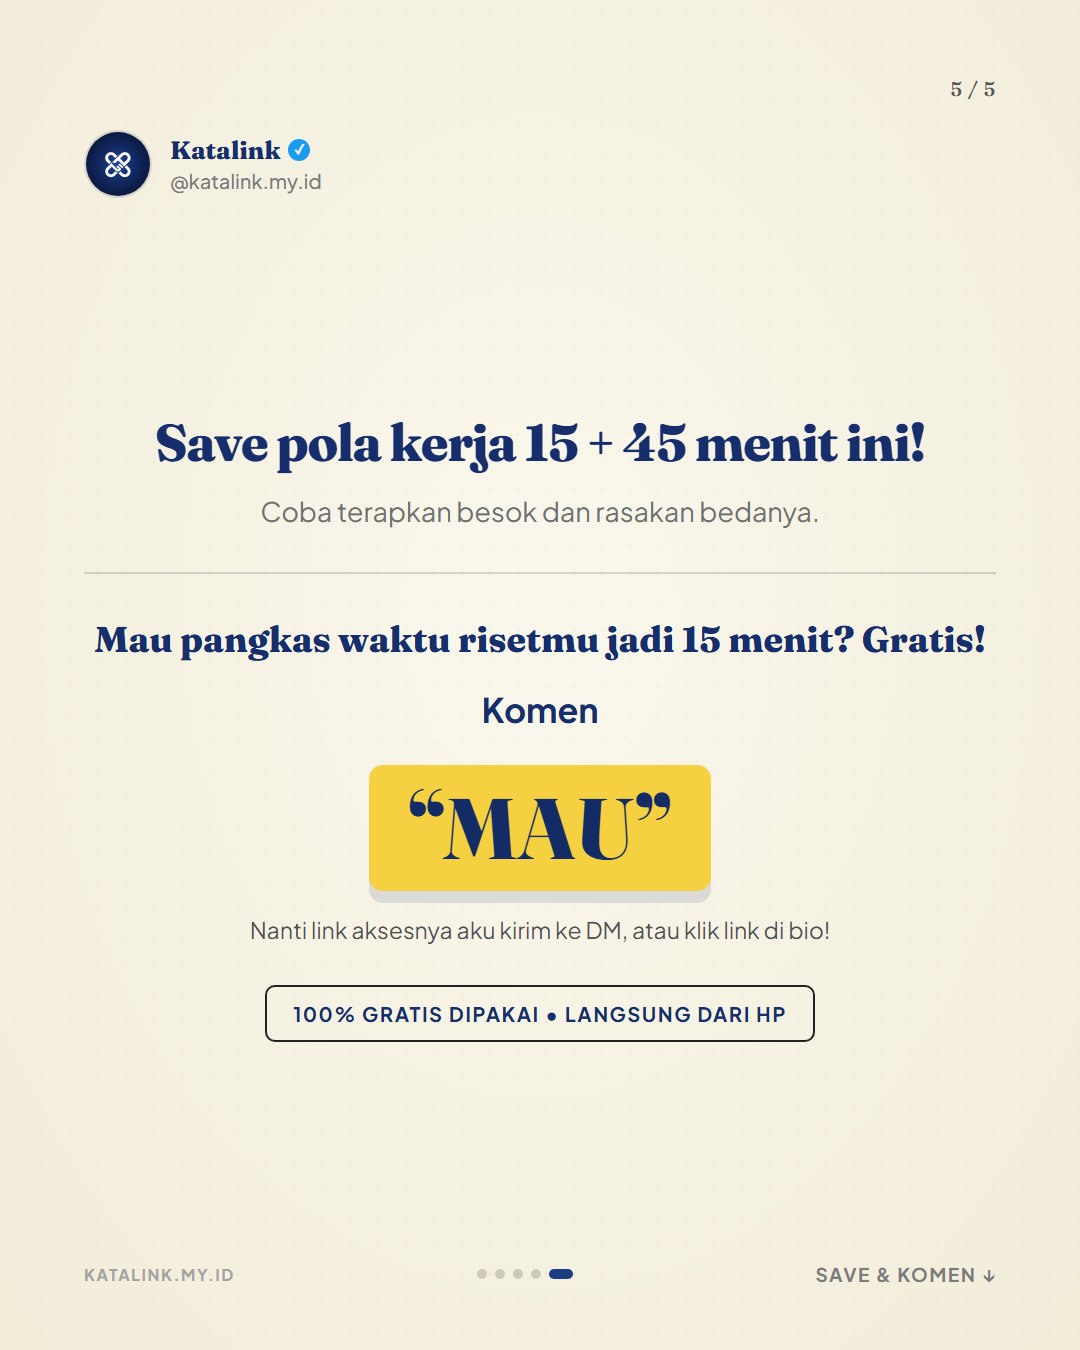 5 / 5
Katalink
@katalink.my.id
Save pola kerja 15 + 45 menit ini!
Coba terapkan besok dan rasakan bedanya.
Mau pangkas waktu risetmu jadi 15 menit? Gratis!
Komen
“MAU”
Nanti link aksesnya aku kirim ke DM, atau klik link di bio!
100% GRATIS DIPAKAI • LANGSUNG DARI HP
KATALINK.MY.ID
SAVE & KOMEN ↓